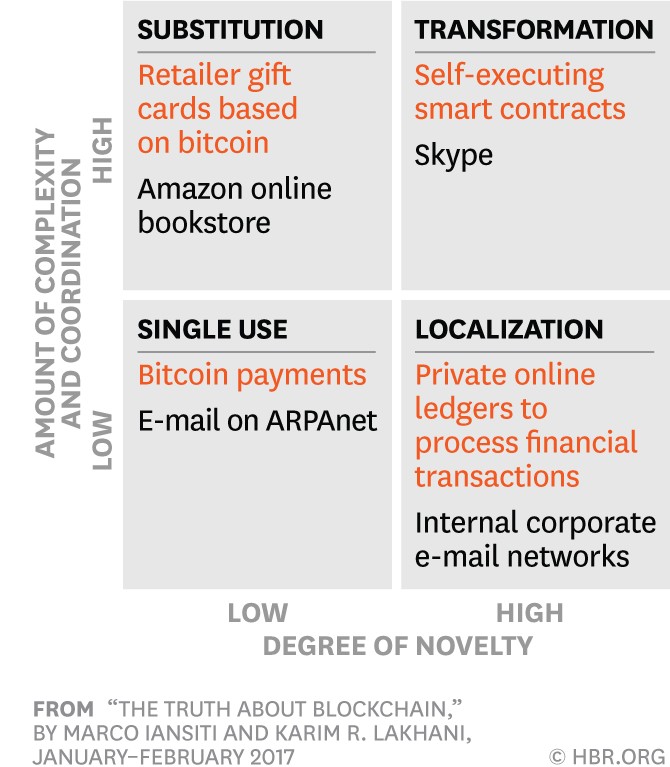 SUBSTITUTION
Retailer gift
cards based
on bitcoin
Amazon online
bookstore
TRANSFORMATION
Self-executing
smart contracts
Skype
SINGLE USE
Bitcoin payments
E-mail on ARPAnet
LOCALIZATION
Private online
ledgers to
process financial
transactions
Internal corporate
e-mail networks
AMOUNT OF COMPLEXITY
AND COORDINATION
HIGH
LOW
LOW
HIGH
DEGREE OF NOVELTY
FROM “THE TRUTH ABOUT BLOCKCHAIN,”
BY MARCO IANSITI AND KARIM R. LAKHANI,
JANUARY–FEBRUARY 2017
© HBR.ORG